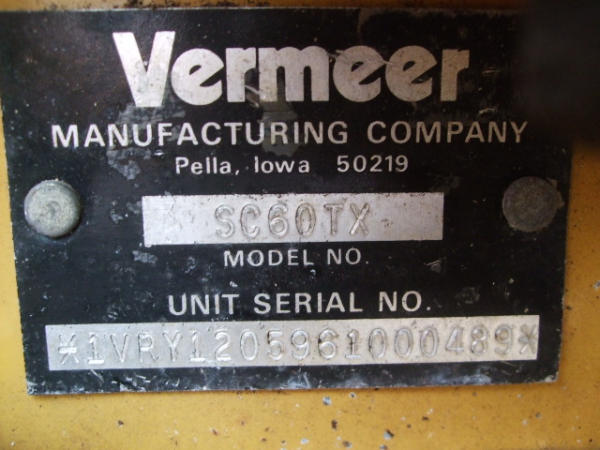 Vermeer
MANUFACTURING COMPANY
Pella, Iowa 50219
SC60TX
MODEL NO.
UNIT SERIAL NO.
*1VRY1205961000489*